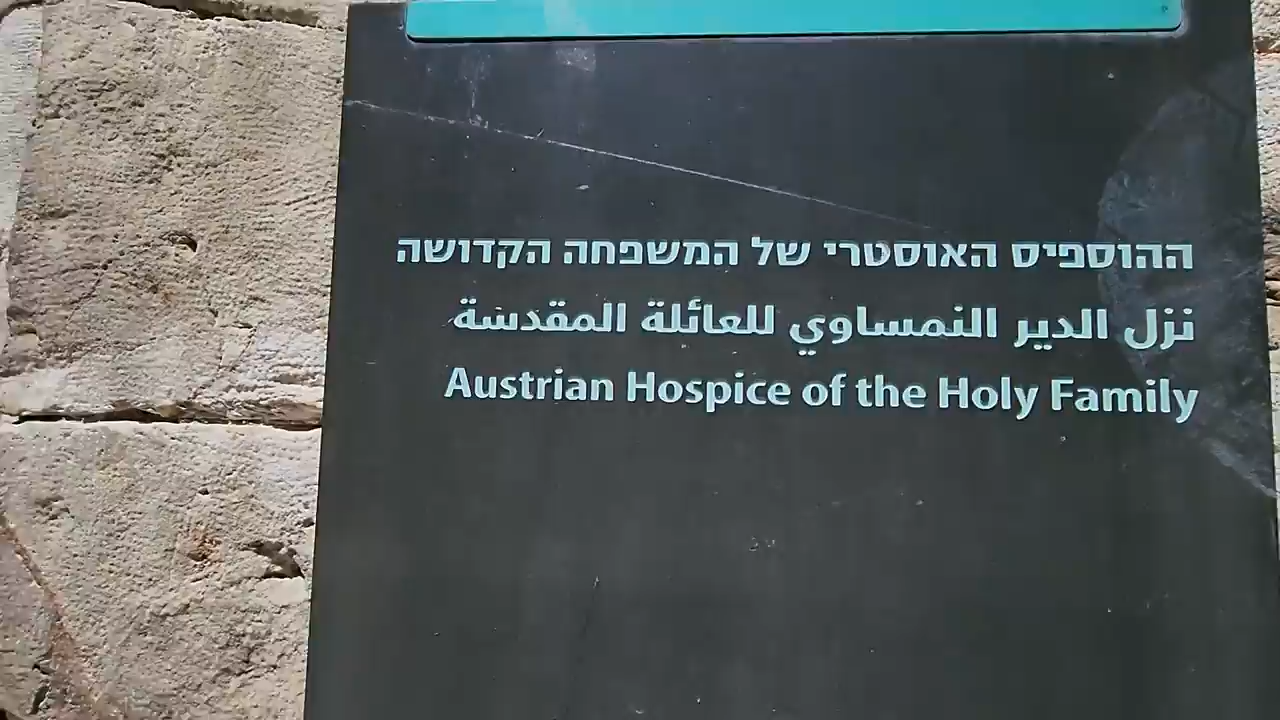 ההוספיס האוסטרי של המשפחה הקדושה
نزل الدير النمساوي للعائلة المقدسة
Austrian Hospice of the Holy Family